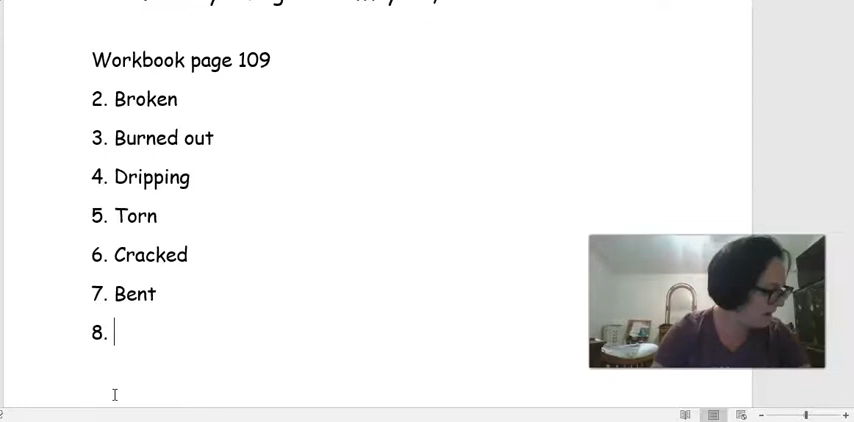 Workbook page 109
2. Broken
3. Burned out
4. Dripping
5. Torn
6. Cracked
7. Bent
8.